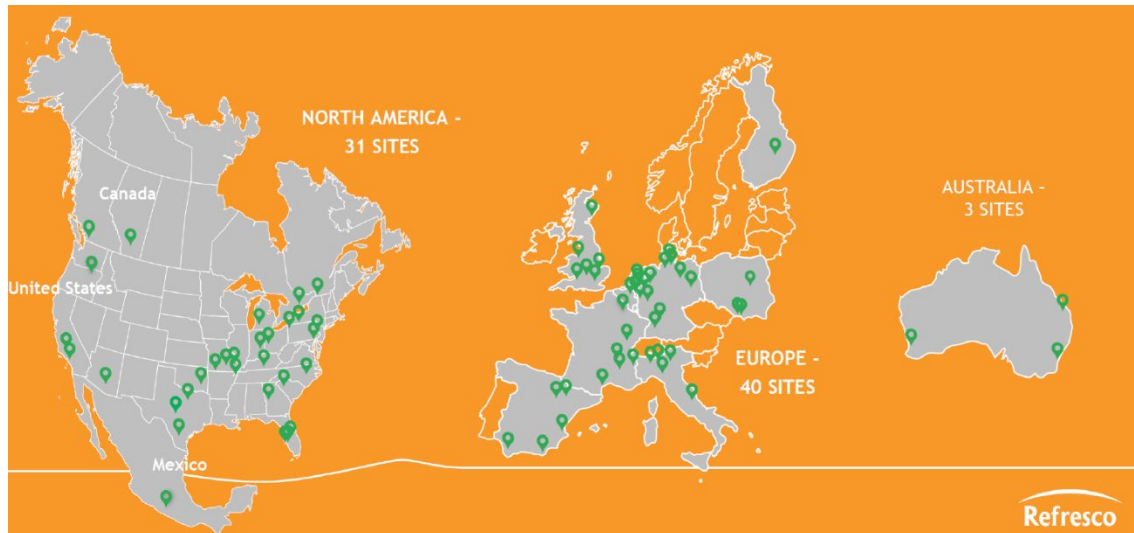 NORTH AMERICA -
31 SITES
Canada
United States
Mexico
EUROPE -
40 SITES
AUSTRALIA -
3 SITES
Refresco